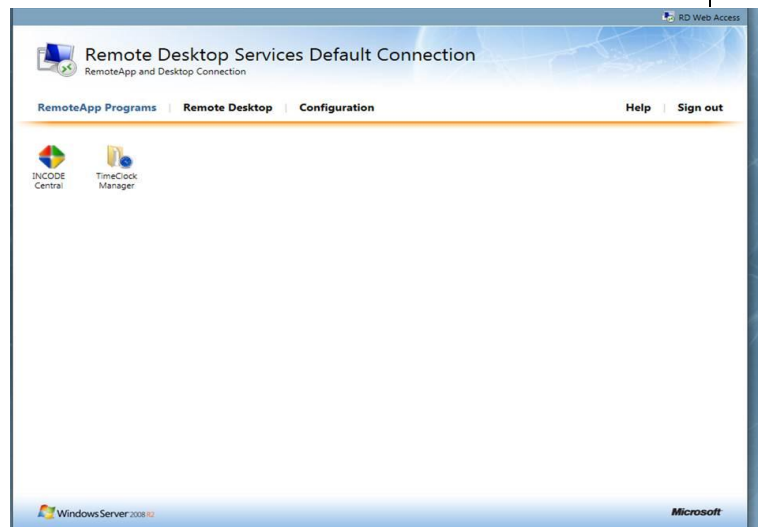 RD Web Access
Remote Desktop Services Default Connection
RemoteApp and Desktop Connection
RemoteApp Programs | Remote Desktop | Configuration Help | Sign out
INCODE Central
TimeClock Manager
Windows Server 2008 R2 Microsoft